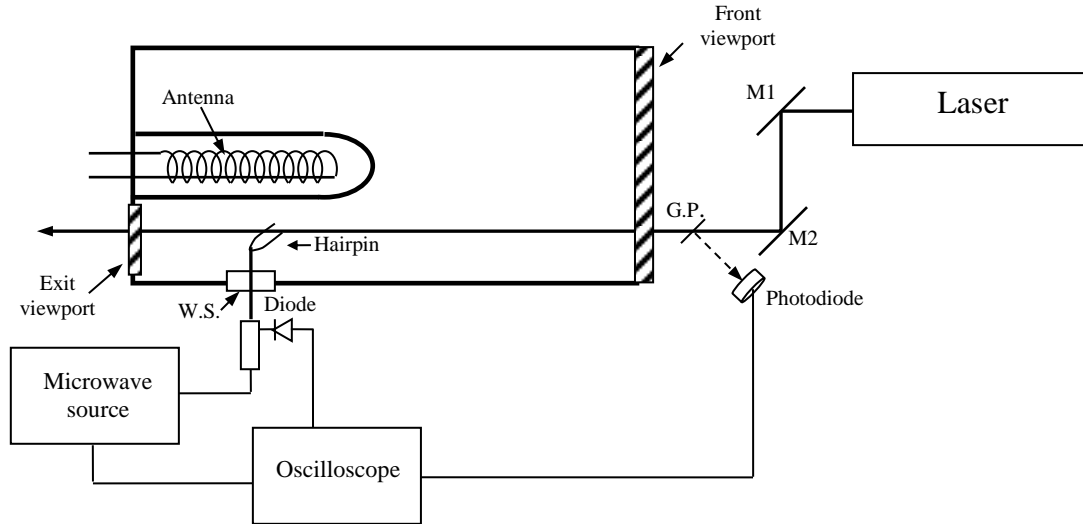 Front
viewport
M1
Laser
Antenna
G.P.
M2
Hairpin
Exit
viewport
W.S.
Diode
Photodiode
Microwave
source
Oscilloscope